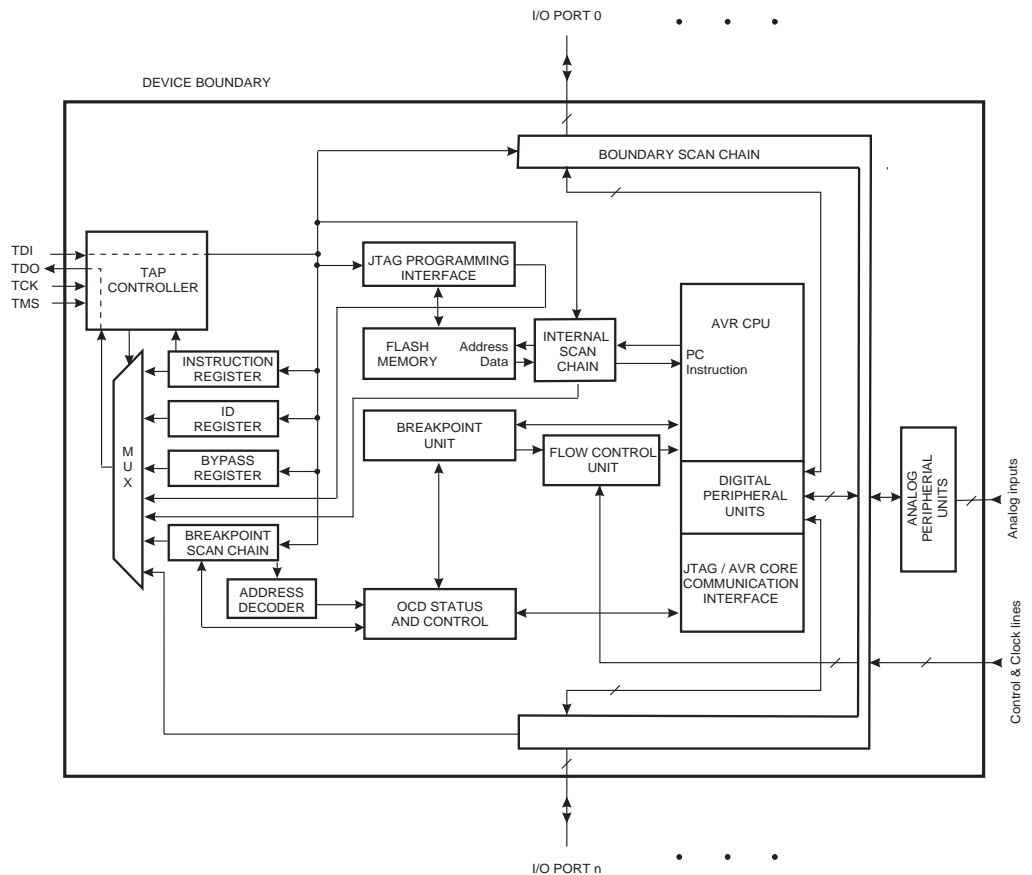 I/O PORT 0
DEVICE BOUNDARY
BOUNDARY SCAN CHAIN
TDI
TDO
TCK
TMS
TAP
CONTROLLER
JTAG PROGRAMMING
INTERFACE
AVR CPU
FLASH
MEMORY
Address
Data
INTERNAL
SCAN
CHAIN
PC
Instruction
INSTRUCTION
REGISTER
ID
REGISTER
BYPASS
REGISTER
MUX
BREAKPOINT
UNIT
FLOW CONTROL
UNIT
DIGITAL
PERIPHERAL
UNITS
ANALOG
PERIPHERIAL
UNITS
Analog inputs
BREAKPOINT
SCAN CHAIN
ADDRESS
DECODER
OCD STATUS
AND CONTROL
JTAG / AVR CORE
COMMUNICATION
INTERFACE
Control & Clock lines
I/O PORT n